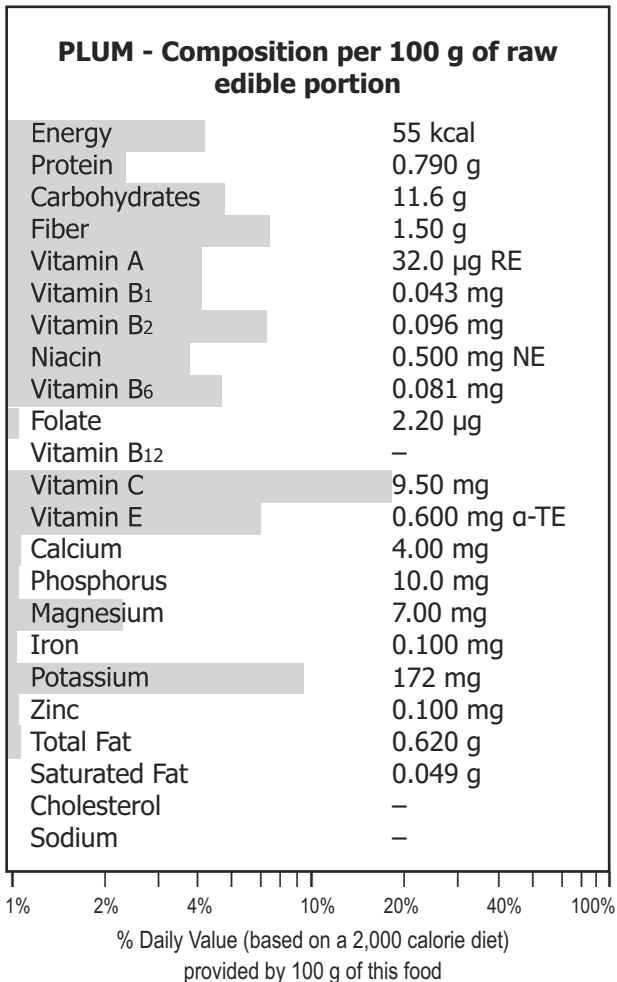 PLUM - Composition per 100 g of raw
edible portion
Energy 55 kcal
Protein 0.790 g
Carbohydrates 11.6 g
Fiber 1.50 g
Vitamin A 32.0 µg RE
Vitamin B1 0.043 mg
Vitamin B2 0.096 mg
Niacin 0.500 mg NE
Vitamin B6 0.081 mg
Folate 2.20 µg
Vitamin B12 –
Vitamin C 9.50 mg
Vitamin E 0.600 mg α-TE
Calcium 4.00 mg
Phosphorus 10.0 mg
Magnesium 7.00 mg
Iron 0.100 mg
Potassium 172 mg
Zinc 0.100 mg
Total Fat 0.620 g
Saturated Fat 0.049 g
Cholesterol –
Sodium –
1% 2% 4% 10% 20% 40% 100%
% Daily Value (based on a 2,000 calorie diet)
provided by 100 g of this food